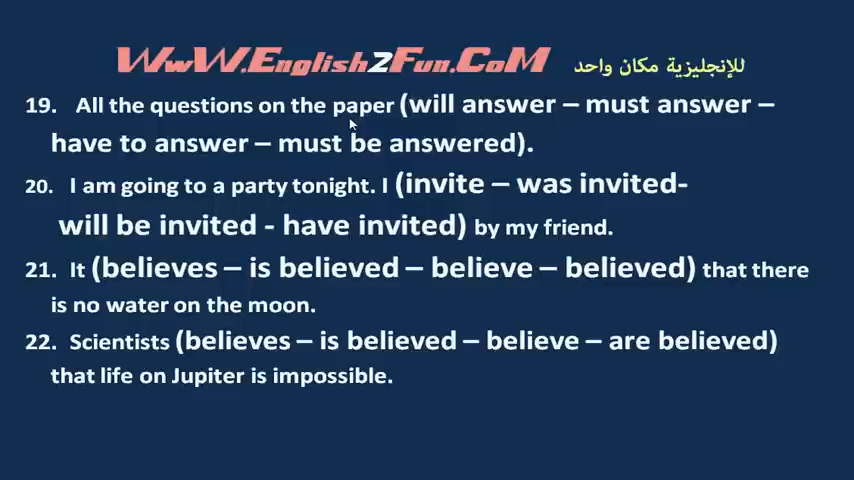 WwW.English2Fun.CoM للإنجليزية مكان واحد
19. All the questions on the paper (will answer – must answer –
have to answer – must be answered).
20. I am going to a party tonight. I (invite – was invited-
will be invited - have invited) by my friend.
21. It (believes – is believed – believe – believed) that there
is no water on the moon.
22. Scientists (believes – is believed – believe – are believed)
that life on Jupiter is impossible.